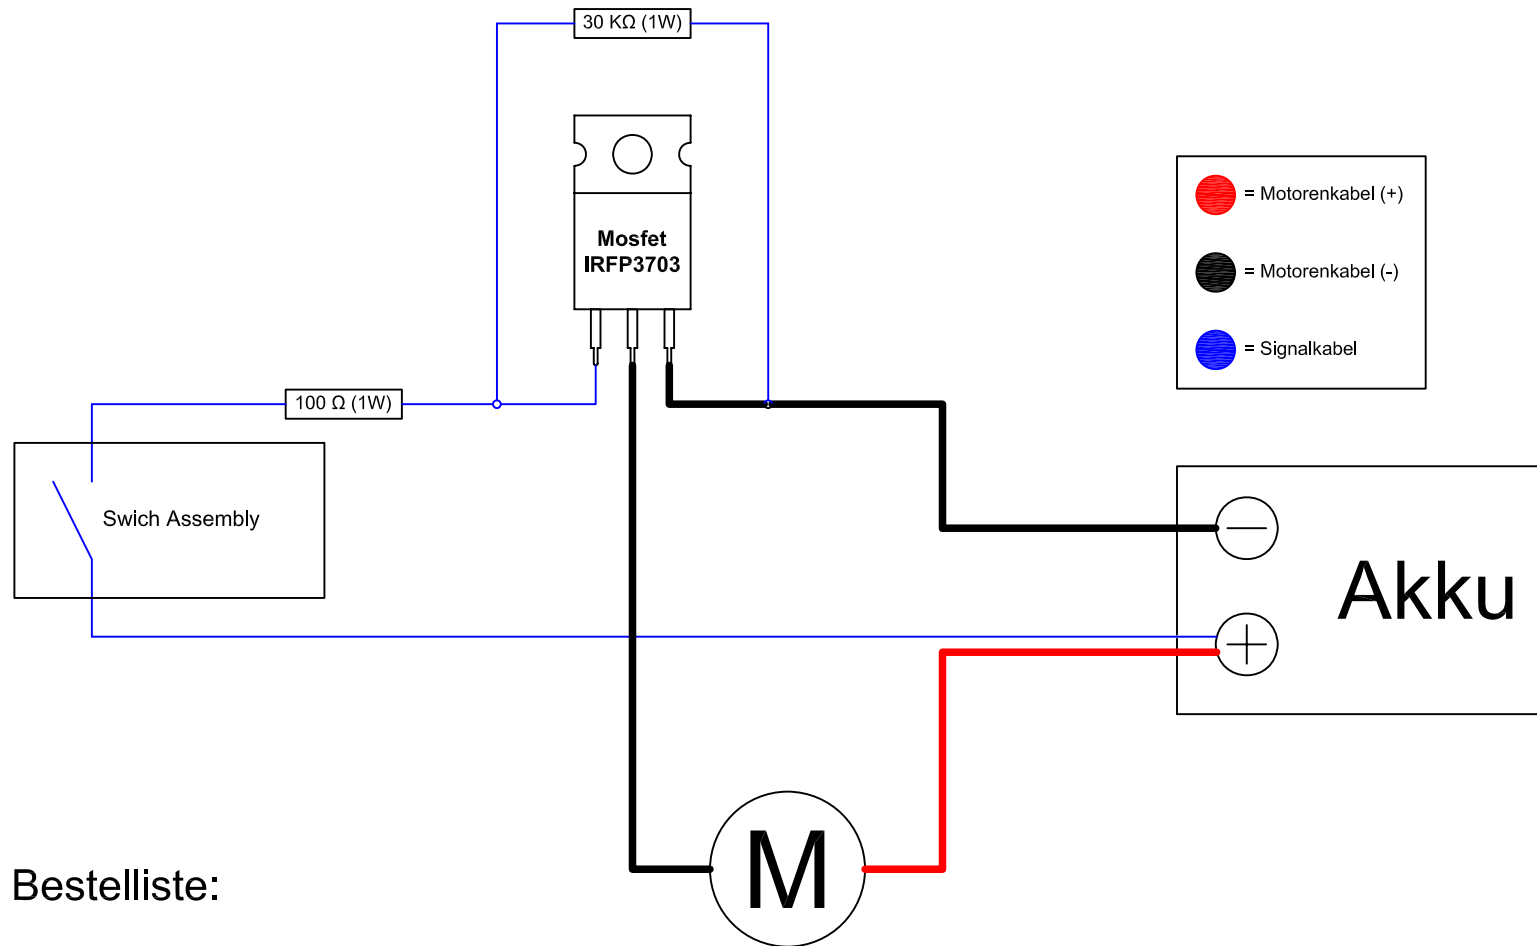 30 KΩ (1W)
Mosfet
IRFP3703
= Motorenkabel (+)
= Motorenkabel (-)
= Signalkabel
100 Ω (1W)
Swich Assembly
Akku
M
Bestelliste: